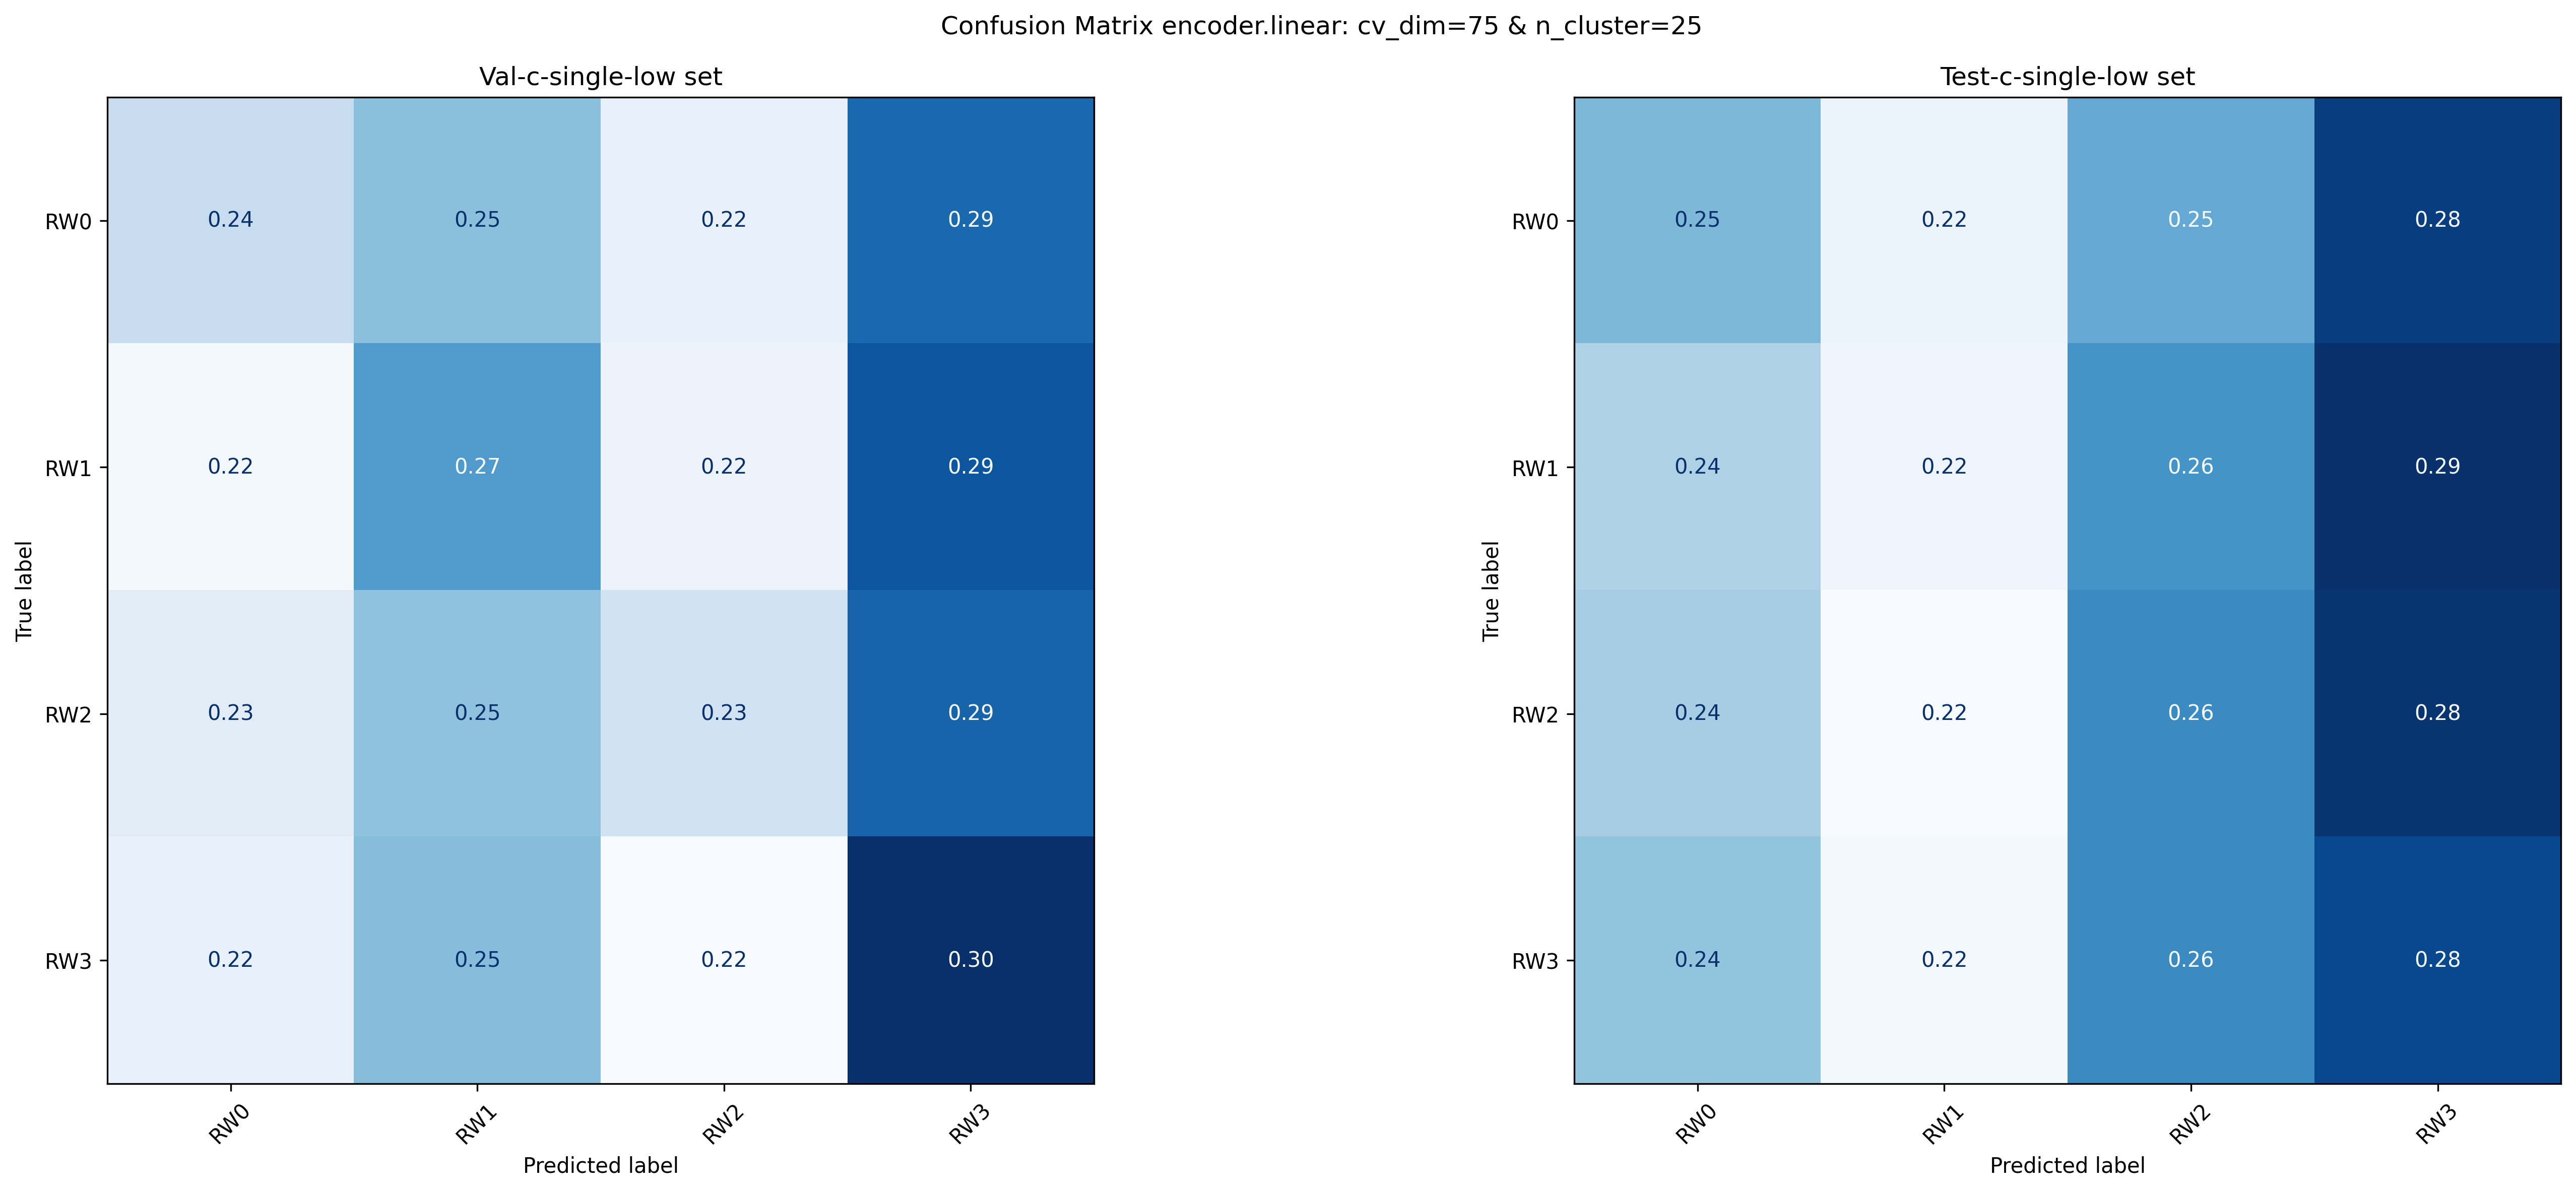 Confusion Matrix encoder.linear: cv_dim=75 & n_cluster=25
Val-c-single-low set
True label
RW0 0.24 0.25 0.22 0.29
RW1 0.22 0.27 0.22 0.29
RW2 0.23 0.25 0.23 0.29
RW3 0.22 0.25 0.22 0.30
RW0 RW1 RW2 RW3
Predicted label
Test-c-single-low set
True label
RW0 0.25 0.22 0.25 0.28
RW1 0.24 0.22 0.26 0.29
RW2 0.24 0.22 0.26 0.28
RW3 0.24 0.22 0.26 0.28
RW0 RW1 RW2 RW3
Predicted label